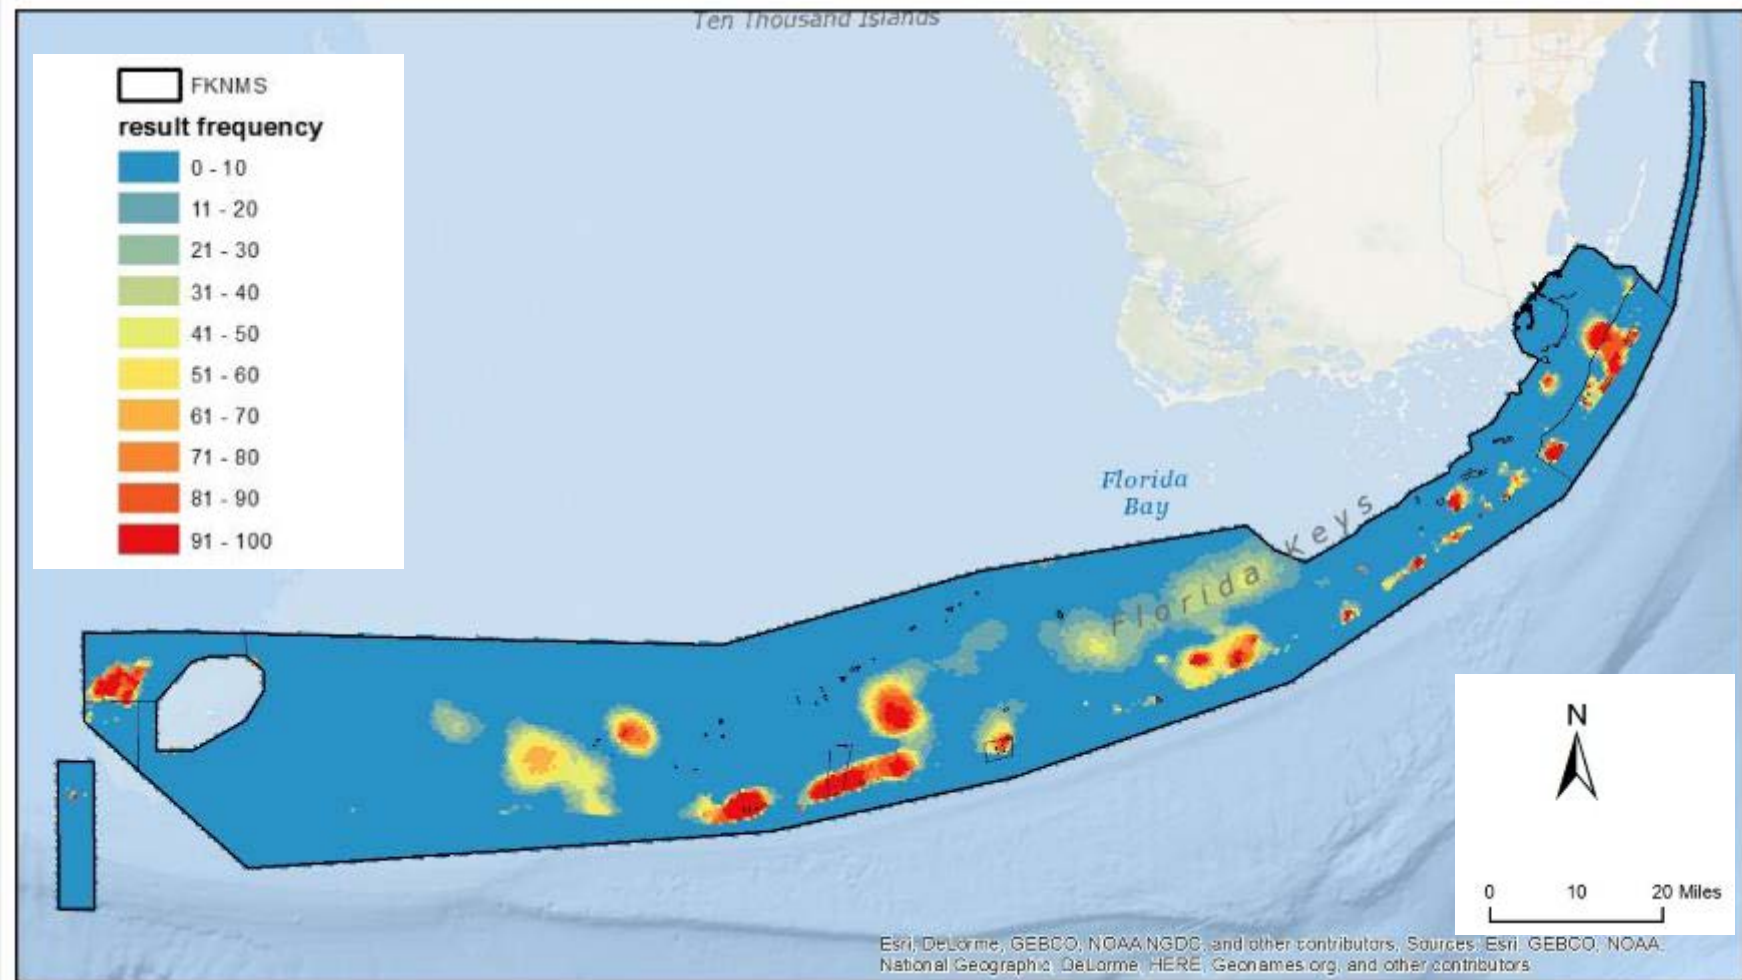 Ten Thousand Islands
FKNMS
result frequency
0 - 10
11 - 20
21 - 30
31 - 40
41 - 50
51 - 60
61 - 70
71 - 80
81 - 90
91 - 100
Florida
Bay
Florida Keys
N
0 10 20 Miles
Esri, DeLorme, GEBCO, NOAA NGDC, and other contributors, Sources: Esri, GEBCO, NOAA,
National Geographic, DeLorme, HERE, Geonames.org, and other contributors